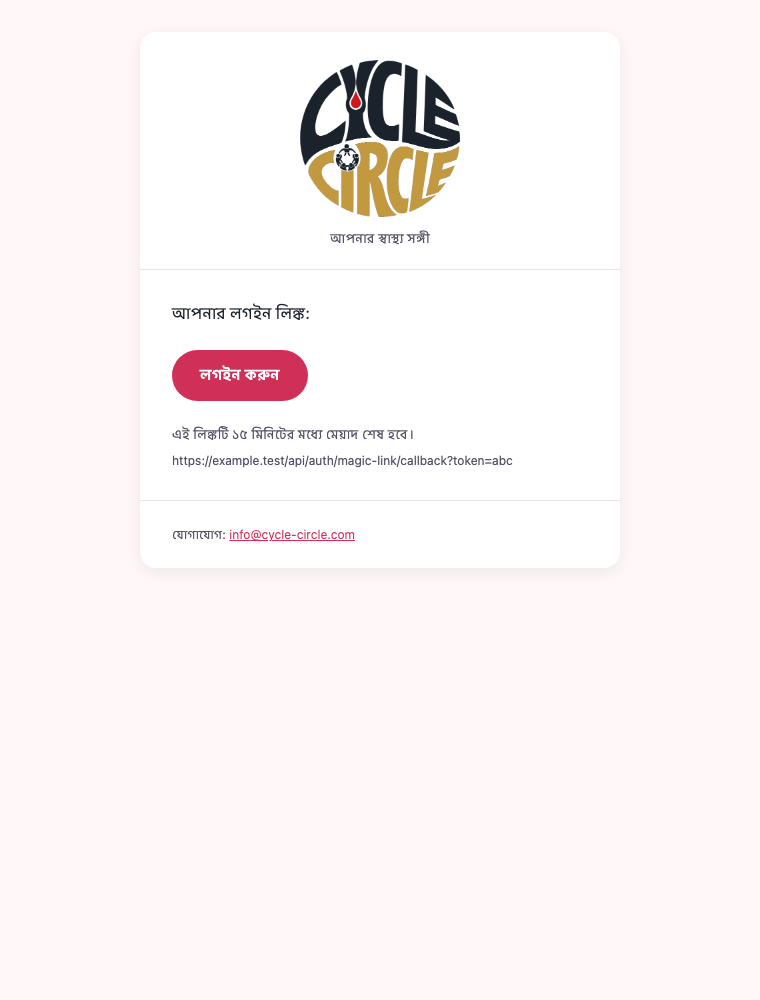 CYCLE
CIRCLE
আপনার স্বাস্থ্য সঙ্গী
আপনার লগইন লিঙ্ক:
লগইন করুন
এই লিঙ্কটি ১৫ মিনিটের মধ্যে মেয়াদ শেষ হবে।
https://example.test/api/auth/magic-link/callback?token=abc
যোগাযোগ: info@cycle-circle.com